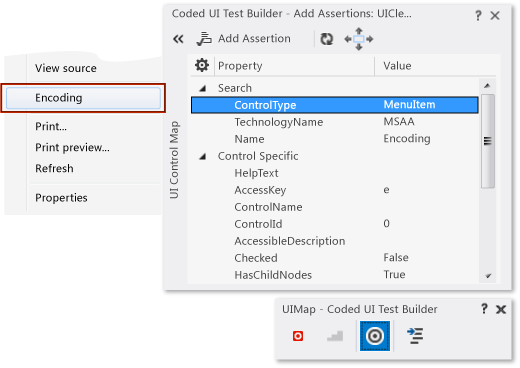 View source
Encoding
Print...
Print preview...
Refresh
Properties
Coded UI Test Builder - Add Assertions: UICle...
Add Assertion
UI Control Map
Property Value
Search
ControlType MenuItem
TechnologyName MSAA
Name Encoding
Control Specific
HelpText
AccessKey e
ControlName
ControlId 0
AccessibleDescription
Checked False
HasChildNodes True
UIMap - Coded UI Test Builder